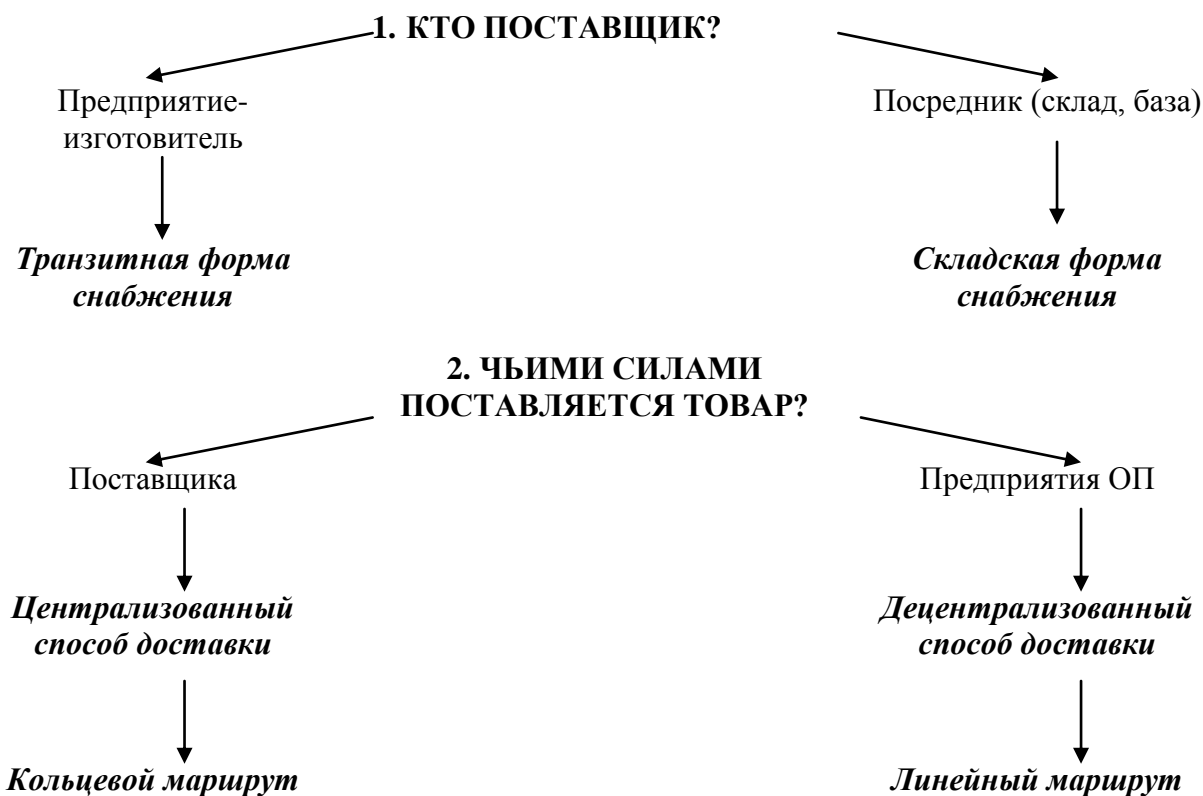 1. КТО ПОСТАВЩИК?
Предприятие-
изготовитель
Посредник (склад, база)
Транзитная форма
снабжения
Складская форма
снабжения
2. ЧЬИМИ СИЛАМИ
ПОСТАВЛЯЕТСЯ ТОВАР?
Поставщика
Предприятия ОП
Централизованный
способ доставки
Децентрализованный
способ доставки
Кольцевой маршрут
Линейный маршрут